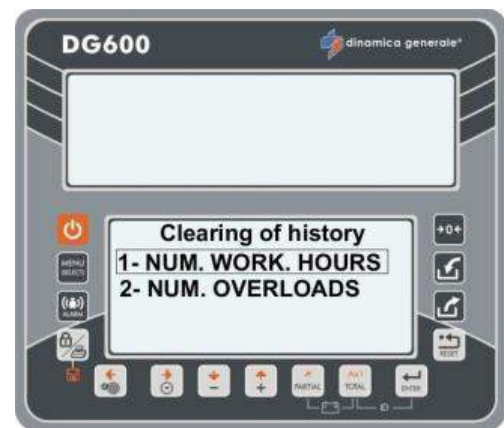 DG600
dinamica generale®
Clearing of history
1- NUM. WORK. HOURS
2- NUM. OVERLOADS
+0+
MENU
ALARM
RESET
PARTIAL
TOTAL
ENTER